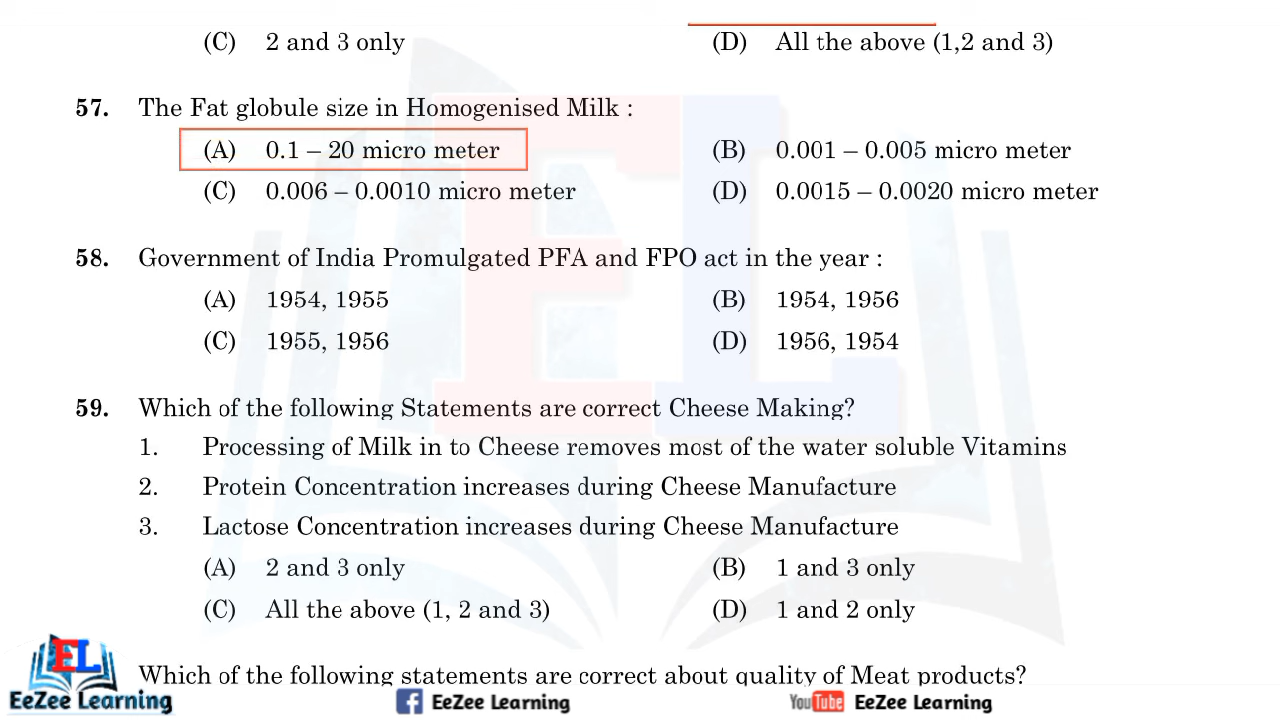 (C) 2 and 3 only (D) All the above (1,2 and 3)
57. The Fat globule size in Homogenised Milk :
(A) 0.1 – 20 micro meter (B) 0.001 – 0.005 micro meter
(C) 0.006 – 0.0010 micro meter (D) 0.0015 – 0.0020 micro meter
58. Government of India Promulgated PFA and FPO act in the year :
(A) 1954, 1955 (B) 1954, 1956
(C) 1955, 1956 (D) 1956, 1954
59. Which of the following Statements are correct Cheese Making?
1. Processing of Milk in to Cheese removes most of the water soluble Vitamins
2. Protein Concentration increases during Cheese Manufacture
3. Lactose Concentration increases during Cheese Manufacture
(A) 2 and 3 only (B) 1 and 3 only
(C) All the above (1, 2 and 3) (D) 1 and 2 only
Which of the following statements are correct about quality of Meat products?
EL
EeZee Learning f EeZee Learning YouTube EeZee Learning